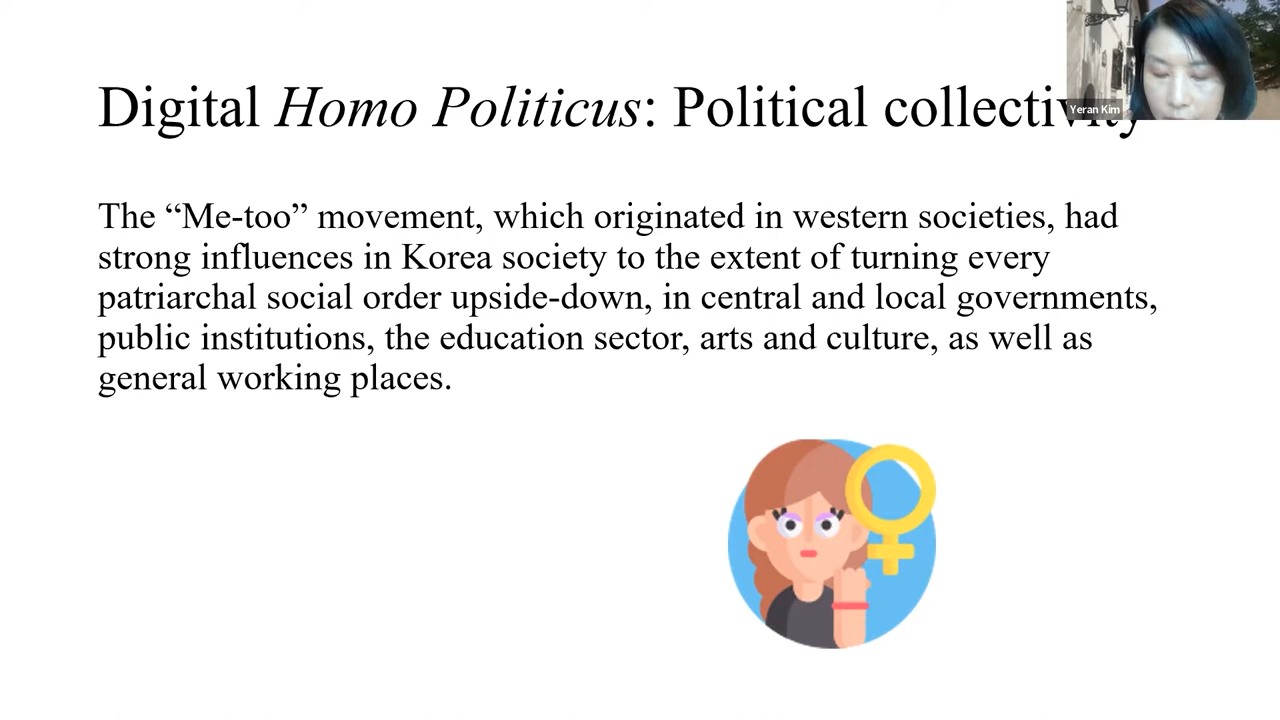 Digital Homo Politicus: Political collectivity
Yeran Kim
The “Me-too” movement, which originated in western societies, had
strong influences in Korea society to the extent of turning every
patriarchal social order upside-down, in central and local governments,
public institutions, the education sector, arts and culture, as well as
general working places.